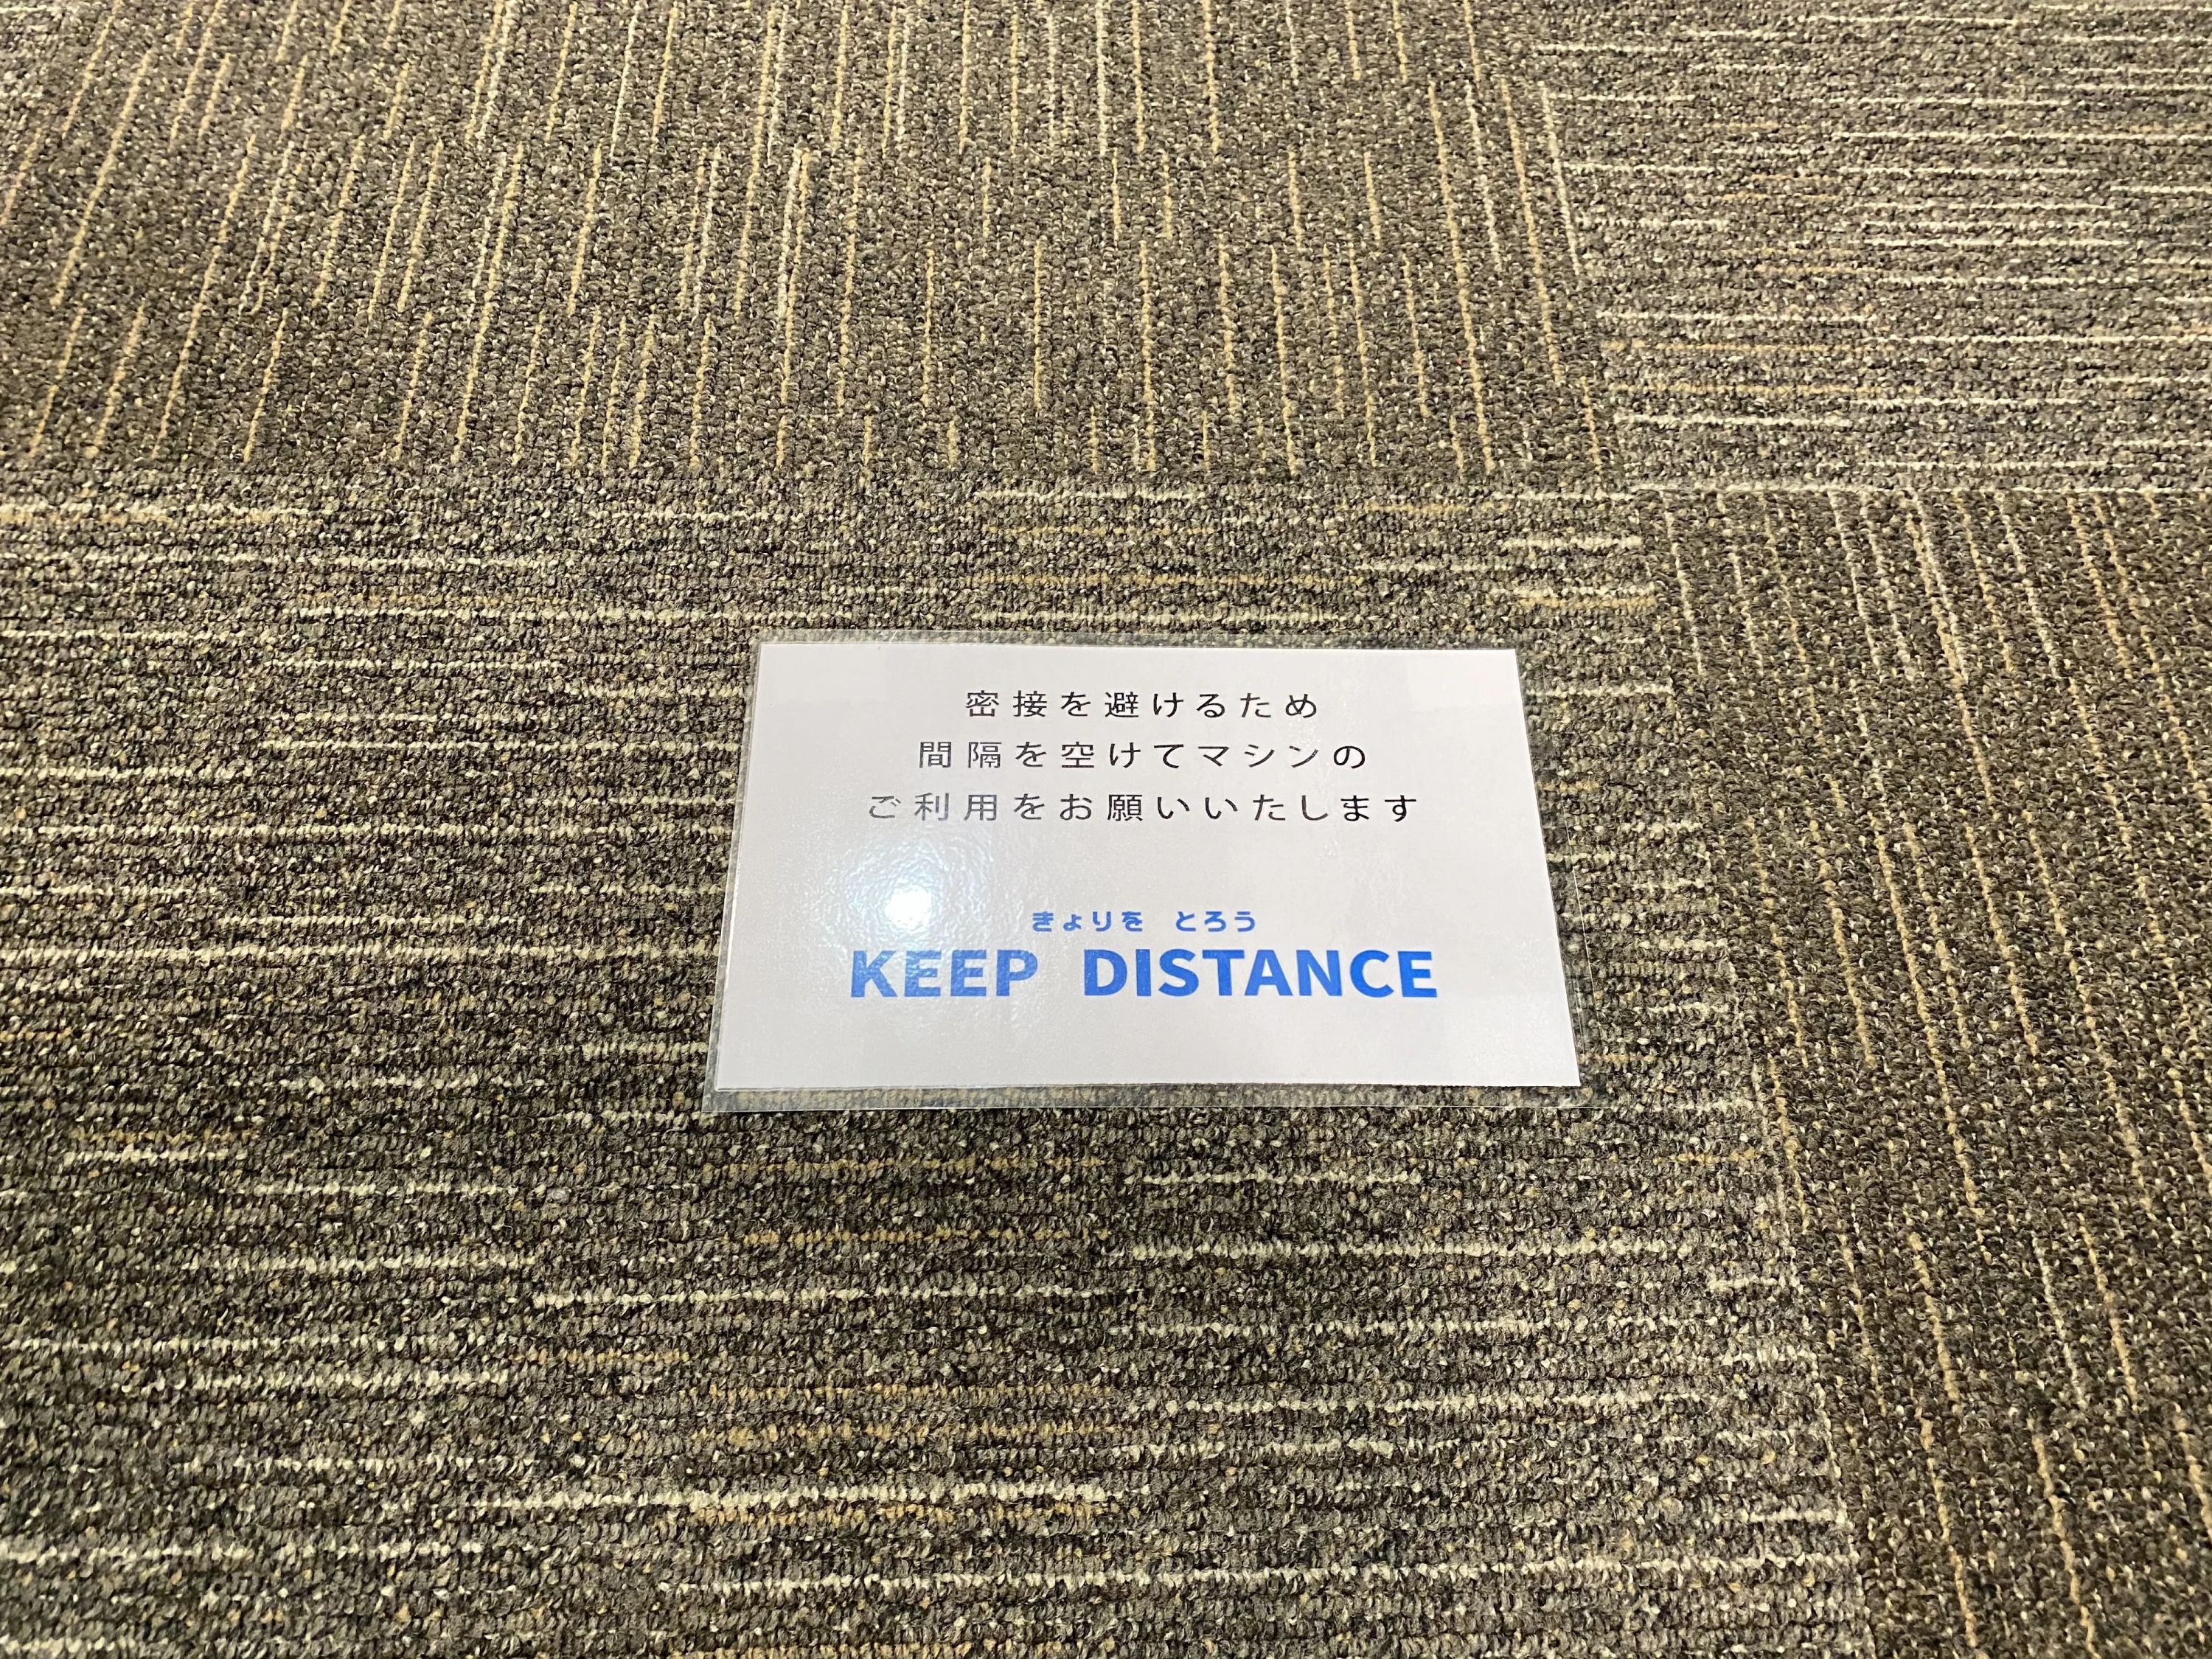 密接を避けるため
間隔を空けてマシンの
ご利用をお願いいたします
きょりを とろう
KEEP DISTANCE